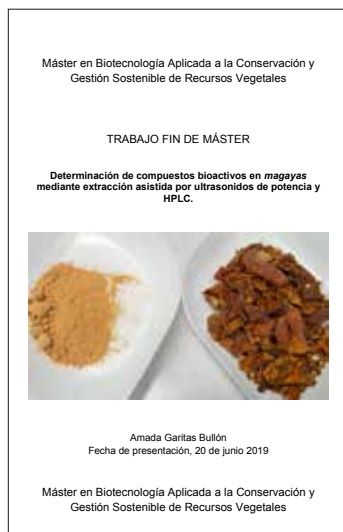 Máster en Biotecnología Aplicada a la Conservación y
Gestión Sostenible de Recursos Vegetales
TRABAJO FIN DE MÁSTER
Determinación de compuestos bioactivos en magayas
mediante extracción asistida por ultrasonidos de potencia y
HPLC.
Amada Garitas Bullón
Fecha de presentación, 20 de junio 2019
Máster en Biotecnología Aplicada a la Conservación y
Gestión Sostenible de Recursos Vegetales